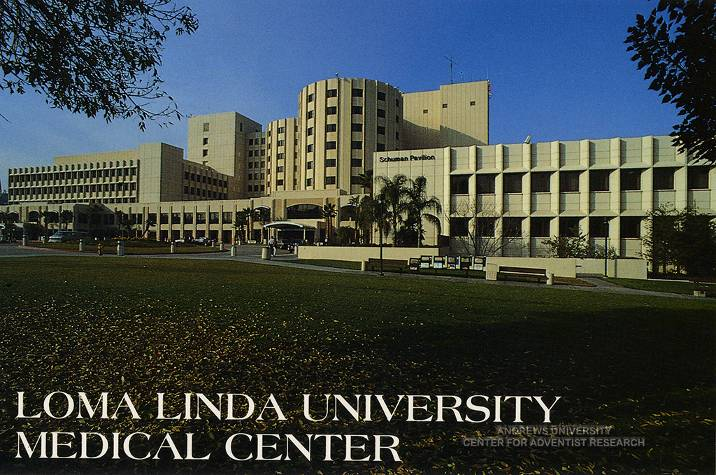 Schuman Pavilion
LOMA LINDA UNIVERSITY
MEDICAL CENTER
ANDREWS UNIVERSITY
CENTER FOR ADVENTIST RESEARCH